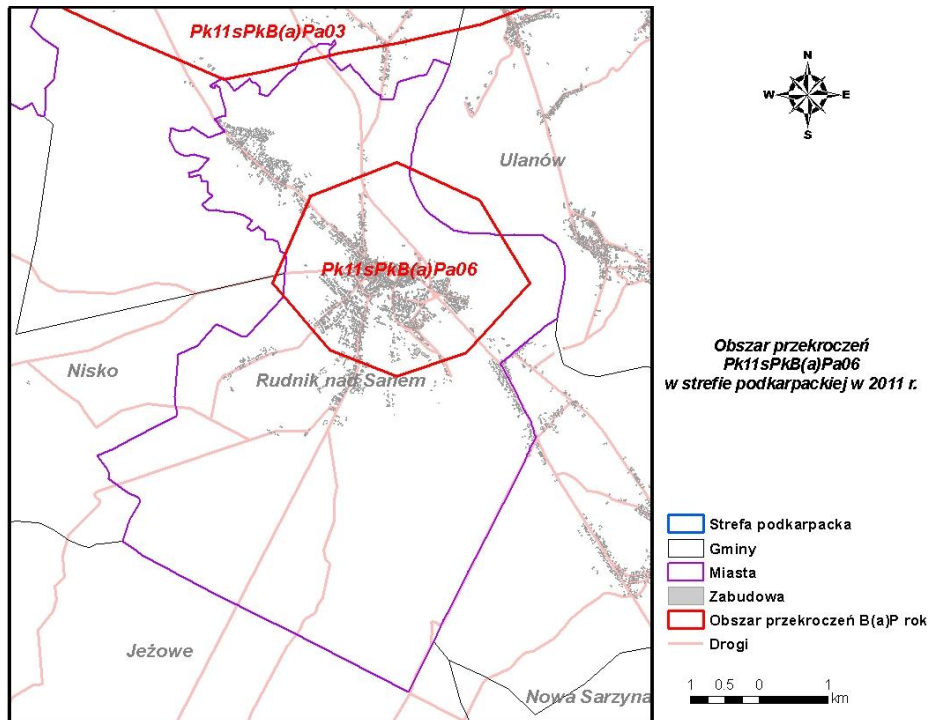 Pk11sPkB(a)Pa03
N
W E
S
Ulanów
Pk11sPkB(a)Pa06
Obszar przekroczeń
Pk11sPkB(a)Pa06
w strefie podkarpackiej w 2011 r.
Nisko
Rudnik nad Sanem
Strefa podkarpacka
Gminy
Miasta
Zabudowa
Obszar przekroczeń B(a)P rok
Drogi
Jeżowe
Nowa Sarzyna
1 0.5 0 1
km